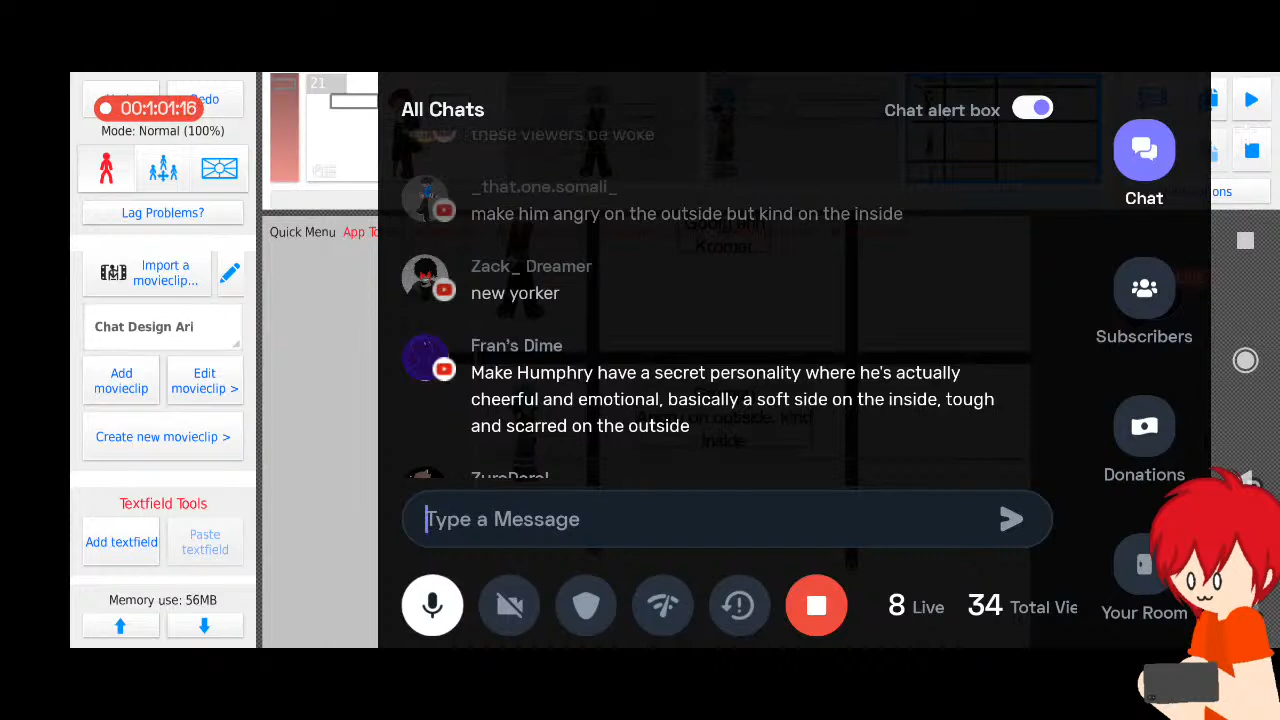 Redo
00:1:01:16
Mode: Normal (100%)
Lag Problems?
Import a
movieclip...
Chat Design Ari
Add
movieclip
Edit
movieclip >
Create new movieclip >
Textfield Tools
Add textfield
Paste
textfield
Memory use: 56MB
21
Quick Menu
App To
All Chats
Chat alert box
these viewers be woke
_that.one.somali_
make him angry on the outside but kind on the inside
Zack_ Dreamer
new yorker
Fran's Dime
Make Humphry have a secret personality where he's actually
cheerful and emotional, basically a soft side on the inside, tough
and scarred on the outside
Type a Message
8 Live
34 Total Vie
Chat
Subscribers
Donations
Your Room